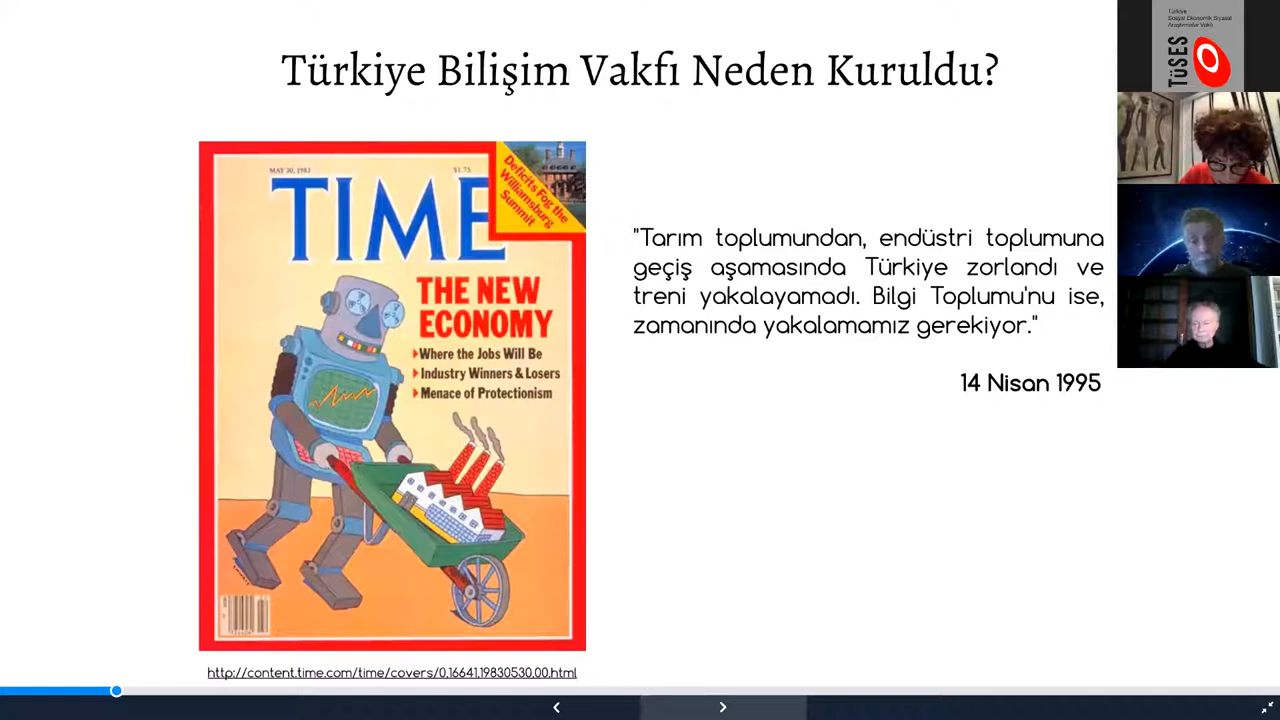 Türkiye Bilişim Vakfı Neden Kuruldu?
Türkiye
Sosyal Ekonomik Siyasal
Araştırmalar Vakfı
TÜSES
MAY 30, 1983
$1.75
TIME
Deficits Fog the
Williamsburg
Summit
THE NEW
ECONOMY
Where the Jobs Will Be
Industry Winners & Losers
Menace of Protectionism
"Tarım toplumundan, endüstri toplumuna
geçiş aşamasında Türkiye zorlandı ve
treni yakalayamadı. Bilgi Toplumu'nu ise,
zamanında yakalamamız gerekiyor."
14 Nisan 1995
http://content.time.com/time/covers/0,16641,19830530,00.html